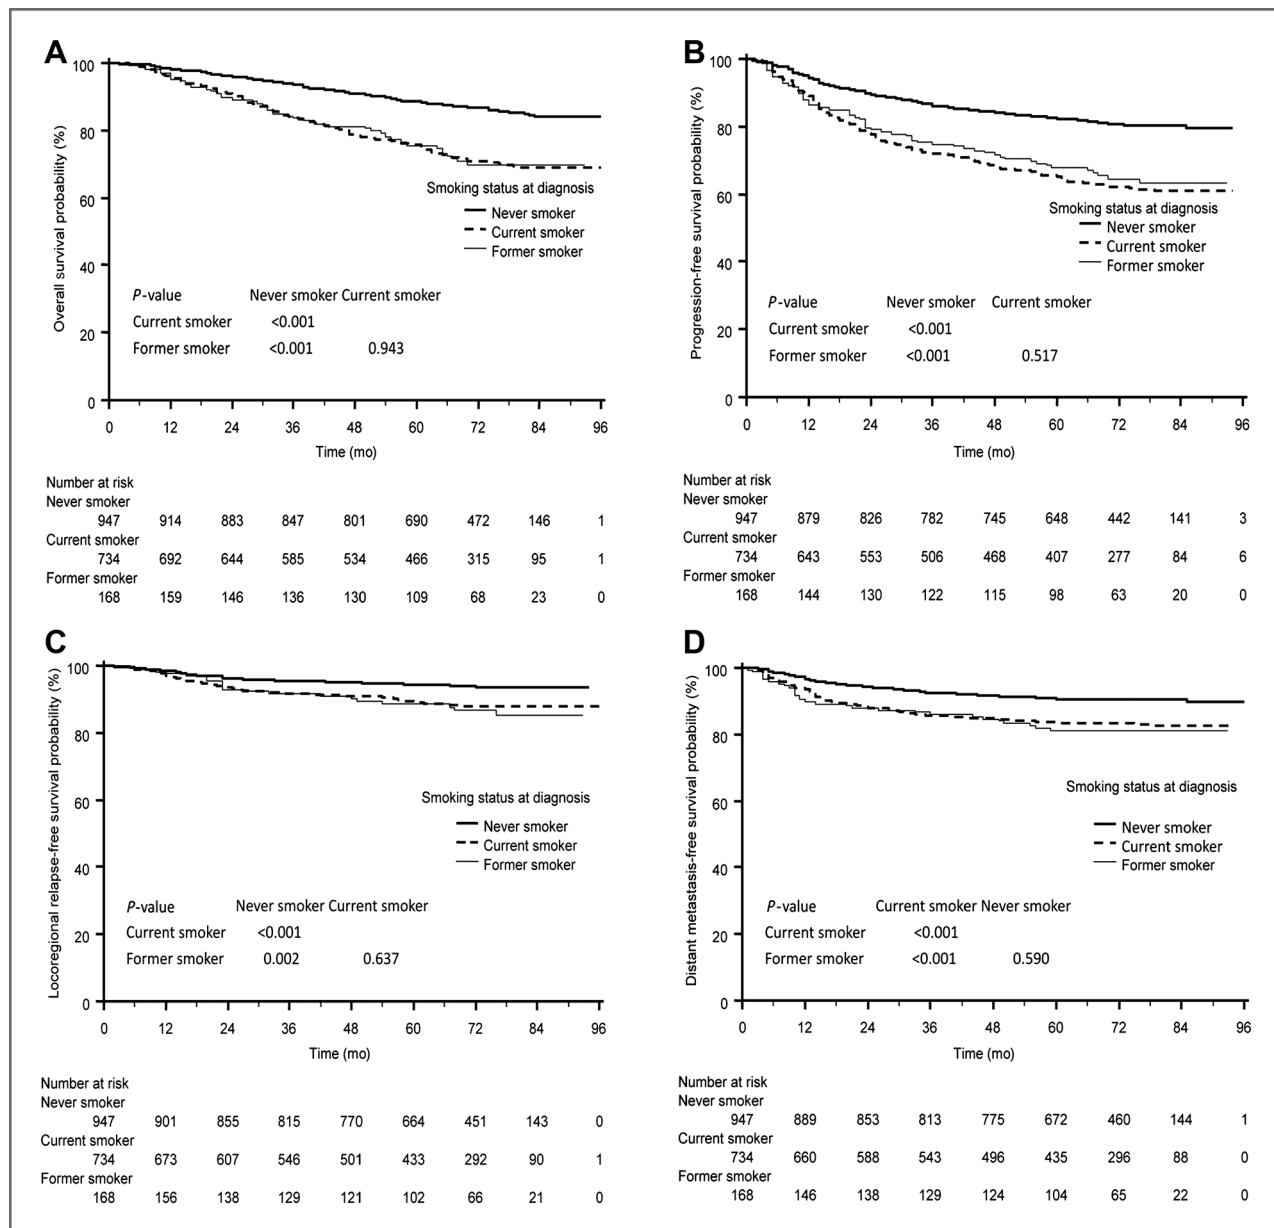 A
Overall survival probability (%)
100
80
60
40
20
0
Smoking status at diagnosis
Never smoker
Current smoker
Former smoker
P-value Never smoker Current smoker
Current smoker <0.001
Former smoker <0.001 0.943
0 12 24 36 48 60 72 84 96
Time (mo)
Number at risk
Never smoker
947 914 883 847 801 690 472 146 1
Current smoker
734 692 644 585 534 466 315 95 1
Former smoker
168 159 146 136 130 109 68 23 0
B
Progression-free survival probability (%)
100
80
60
40
20
0
Smoking status at diagnosis
Never smoker
Current smoker
Former smoker
P-value Never smoker Current smoker
Current smoker <0.001
Former smoker <0.001 0.517
0 12 24 36 48 60 72 84 96
Time (mo)
Number at risk
Never smoker
947 879 826 782 745 648 442 141 3
Current smoker
734 643 553 506 468 407 277 84 6
Former smoker
168 144 130 122 115 98 63 20 0
C
Locoregional relapse-free survival probability (%)
100
80
60
40
20
0
Smoking status at diagnosis
Never smoker
Current smoker
Former smoker
P-value Never smoker Current smoker
Current smoker <0.001
Former smoker 0.002 0.637
0 12 24 36 48 60 72 84 96
Time (mo)
Number at risk
Never smoker
947 901 855 815 770 664 451 143 0
Current smoker
734 673 607 546 501 433 292 90 1
Former smoker
168 156 138 129 121 102 66 21 0
D
Distant metastasis-free survival probability (%)
100
80
60
40
20
0
Smoking status at diagnosis
Never smoker
Current smoker
Former smoker
P-value Current smoker Never smoker
Current smoker <0.001
Former smoker <0.001 0.590
0 12 24 36 48 60 72 84 96
Time (mo)
Number at risk
Never smoker
947 889 853 813 775 672 460 144 1
Current smoker
734 660 588 543 496 435 296 88 0
Former smoker
168 146 138 129 124 104 65 22 0